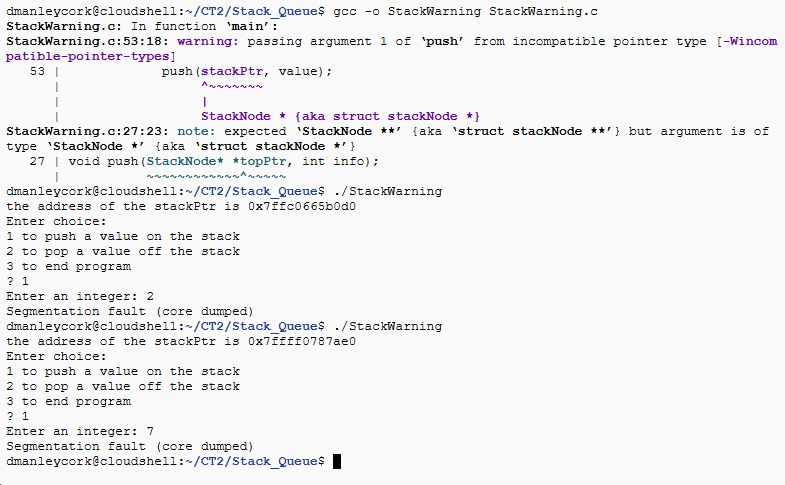 dmanleycork@cloudshell:~/CT2/Stack_Queue$ gcc -o StackWarning StackWarning.c
StackWarning.c: In function ‘main’:
StackWarning.c:53:18: warning: passing argument 1 of ‘push’ from incompatible pointer type [-Wincom
patible-pointer-types]
   53 |             push(stackPtr, value);
      |                  ^~~~~~~~
      |                  |
      |                  StackNode * {aka struct stackNode *}
StackWarning.c:27:23: note: expected ‘StackNode **’ {aka ‘struct stackNode **’} but argument is of
type ‘StackNode *’ {aka ‘struct stackNode *’}
   27 | void push(StackNode* *topPtr, int info);
      |           ~~~~~~~~~~~~^~~~~~
dmanleycork@cloudshell:~/CT2/Stack_Queue$ ./StackWarning
the address of the stackPtr is 0x7ffc0665b0d0
Enter choice:
1 to push a value on the stack
2 to pop a value off the stack
3 to end program
? 1
Enter an integer: 2
Segmentation fault (core dumped)
dmanleycork@cloudshell:~/CT2/Stack_Queue$ ./StackWarning
the address of the stackPtr is 0x7ffff0787ae0
Enter choice:
1 to push a value on the stack
2 to pop a value off the stack
3 to end program
? 1
Enter an integer: 7
Segmentation fault (core dumped)
dmanleycork@cloudshell:~/CT2/Stack_Queue$